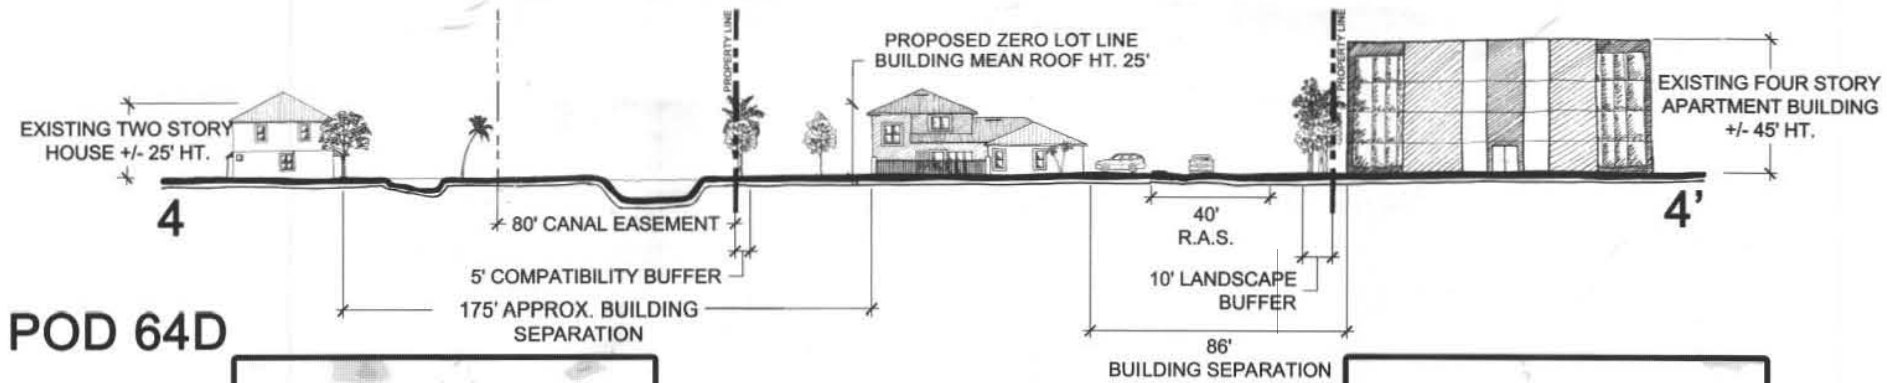 PROPERTY LINE
PROPERTY LINE
PROPOSED ZERO LOT LINE
BUILDING MEAN ROOF HT. 25'
EXISTING TWO STORY
HOUSE +/- 25' HT.
EXISTING FOUR STORY
APARTMENT BUILDING
+/- 45' HT.
4
4'
80' CANAL EASEMENT
40'
R.A.S.
5' COMPATIBILITY BUFFER
10' LANDSCAPE
BUFFER
175' APPROX. BUILDING
SEPARATION
POD 64D
86'
BUILDING SEPARATION